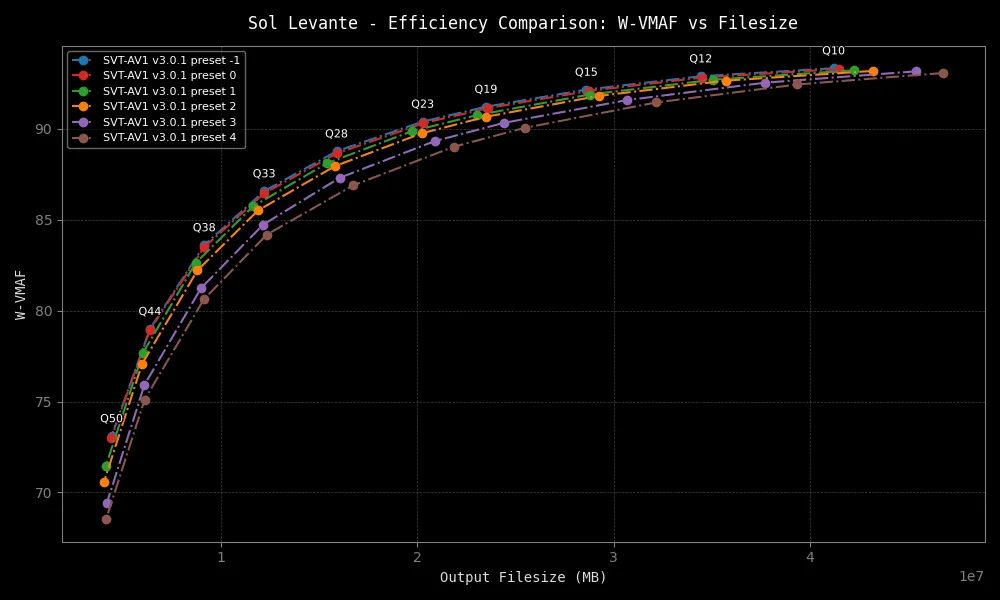 Sol Levante - Efficiency Comparison: W-VMAF vs Filesize
SVT-AV1 v3.0.1 preset -1
SVT-AV1 v3.0.1 preset 0
SVT-AV1 v3.0.1 preset 1
SVT-AV1 v3.0.1 preset 2
SVT-AV1 v3.0.1 preset 3
SVT-AV1 v3.0.1 preset 4
Q10
Q12
Q15
Q19
Q23
Q28
Q33
Q38
Q44
Q50
90
85
80
75
70
W-VMAF
1 2 3 4
1e7
Output Filesize (MB)